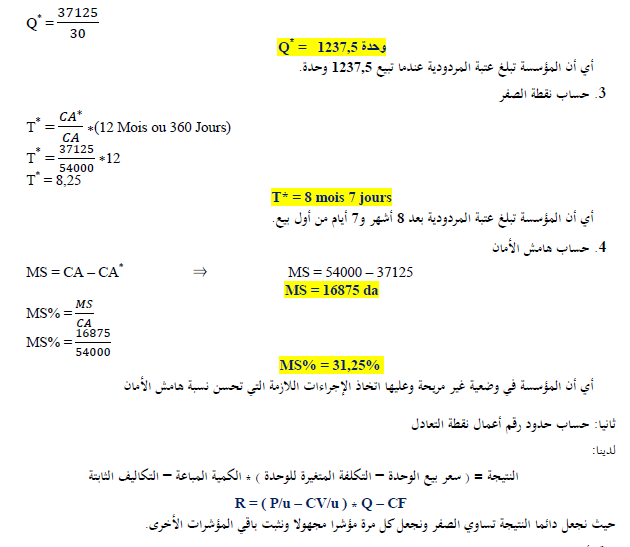 Q* = 37125/30
Q* = 1237,5 وحدة
أي أن المؤسسة تبلغ عتبة المردودية عندما تبيع 1237,5 وحدة.
3. حساب نقطة الصفر
T* = CA*/CA *(12 Mois ou 360 Jours)
T* = 37125/54000 *12
T* = 8,25
T* = 8 mois 7 jours
أي أن المؤسسة تبلغ عتبة المردودية بعد 8 أشهر و7 أيام من أول بيع.
4. حساب هامش الأمان
MS = CA – CA* ⇒ MS = 54000 – 37125
MS = 16875 da
MS% = MS/CA
MS% = 16875/54000
MS% = 31,25%
أي أن المؤسسة في وضعية غير مريحة وعليها اتخاذ الإجراءات اللازمة التي تحسن نسبة هامش الأمان
ثانيا: حساب حدود رقم أعمال نقطة التعادل
لدينا:
النتيجة = ( سعر بيع الوحدة – التكلفة المتغيرة للوحدة ) * الكمية المباعة – التكاليف الثابتة
R = ( P/u – CV/u ) * Q – CF
حيث نجعل دائما النتيجة تساوي الصفر ونجعل كل مرة مؤشرا مجهولا ونثبت باقي المؤشرات الأخرى.